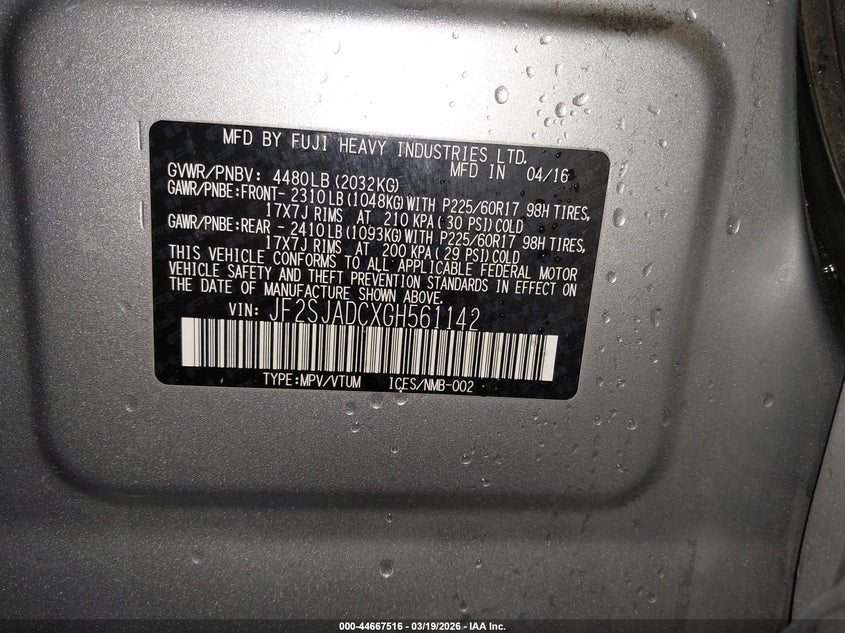 MFD BY FUJI HEAVY INDUSTRIES LTD.
MFD IN 04/16
GVWR/PNBV: 4480LB (2032KG)
GAWR/PNBE:FRONT- 2310LB (1048KG) WITH P225/60R17 98H TIRES,
17X7J RIMS AT 210 KPA ( 30 PSI) COLD
GAWR/PNBE:REAR - 2410LB (1093KG) WITH P225/60R17 98H TIRES,
17X7J RIMS AT 200 KPA ( 29 PSI) COLD
THIS VEHICLE CONFORMS TO ALL APPLICABLE FEDERAL MOTOR
VEHICLE SAFETY AND THEFT PREVENTION STANDARDS IN EFFECT ON
THE DATE OF MANUFACTURE SHOWN ABOVE.
VIN: JF2SJADCXGH561142
TYPE:MPV/VTUM ICES/NMB-002
000-44667516 - 03/19/2026 - IAA Inc.